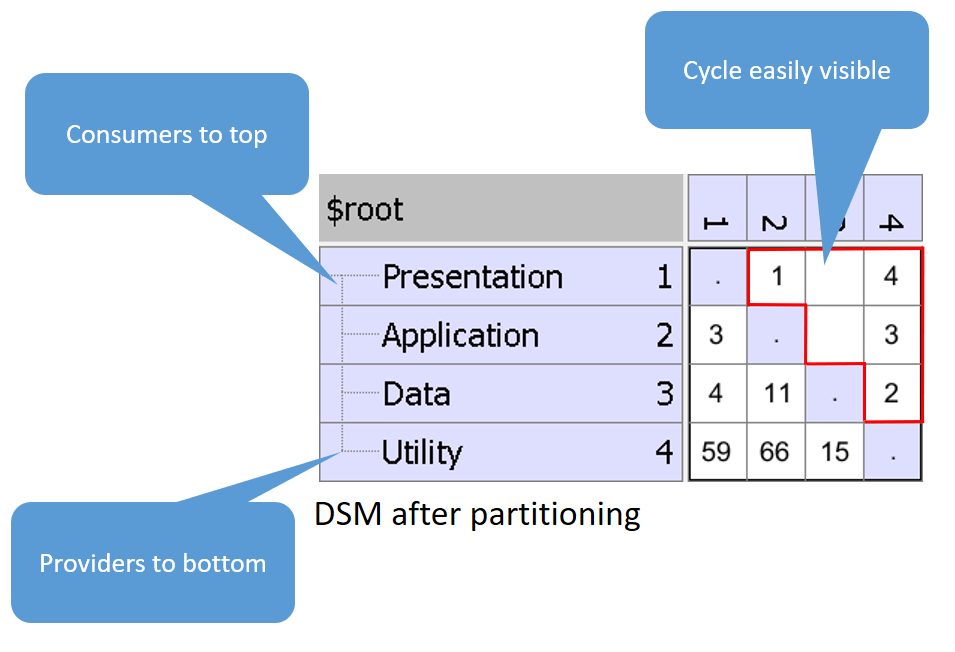 Cycle easily visible
Consumers to top
$root 1 2 4
Presentation 1 . 1 4
Application 2 3 . 3
Data 3 4 11 . 2
Utility 4 59 66 15 .
DSM after partitioning
Providers to bottom